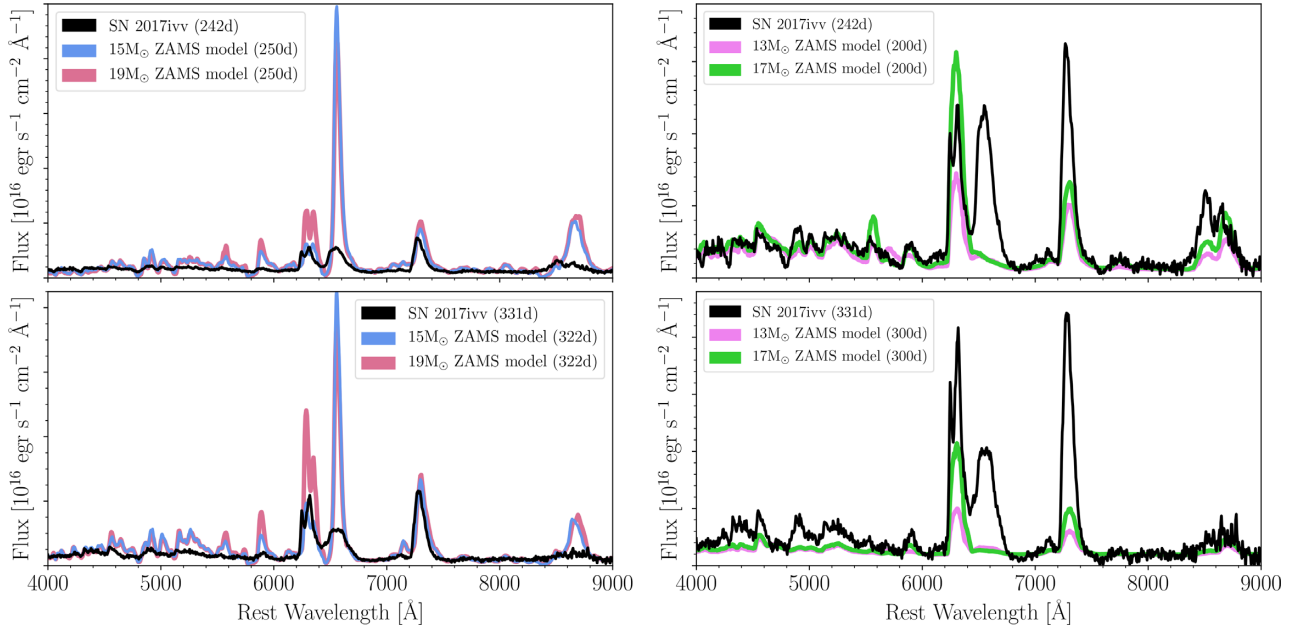 SN 2017ivv (242d)
15M⊙ ZAMS model (250d)
19M⊙ ZAMS model (250d)
Flux [10¹⁶ egr s⁻¹ cm⁻² Å⁻¹]
SN 2017ivv (242d)
13M⊙ ZAMS model (200d)
17M⊙ ZAMS model (200d)
Flux [10¹⁶ egr s⁻¹ cm⁻² Å⁻¹]
SN 2017ivv (331d)
15M⊙ ZAMS model (322d)
19M⊙ ZAMS model (322d)
Flux [10¹⁶ egr s⁻¹ cm⁻² Å⁻¹]
4000 5000 6000 7000 8000 9000
Rest Wavelength [Å]
SN 2017ivv (331d)
13M⊙ ZAMS model (300d)
17M⊙ ZAMS model (300d)
Flux [10¹⁶ egr s⁻¹ cm⁻² Å⁻¹]
4000 5000 6000 7000 8000 9000
Rest Wavelength [Å]